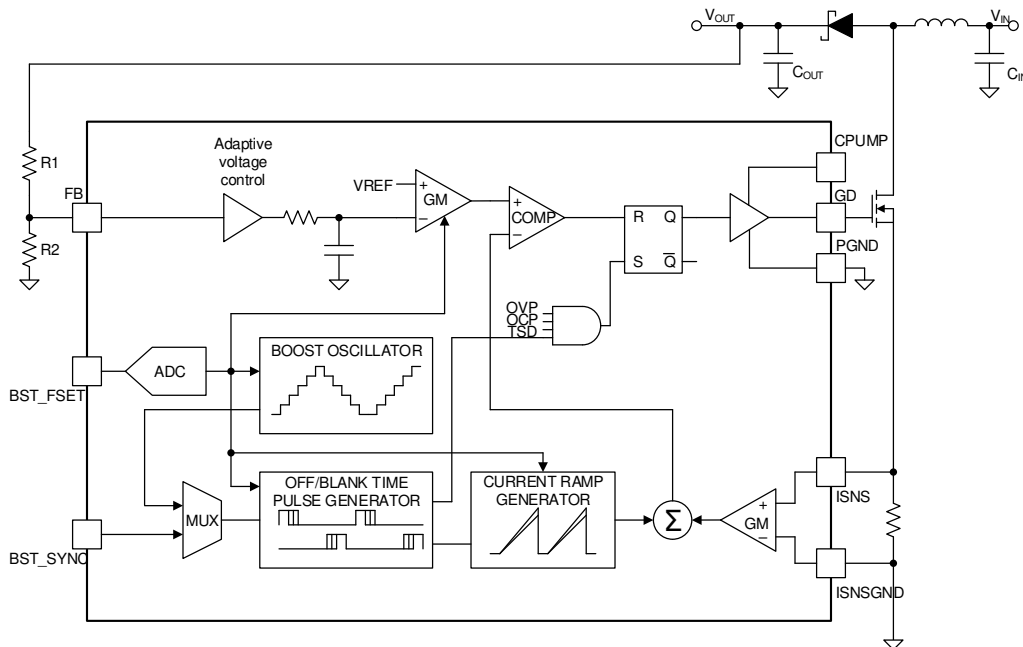 VOUT
VIN
COUT
CIN
Adaptive
voltage
control
CPUMP
R1
FB
VREF
+
GM
−
+
COMP
−
R Q
GD
R2
S Q
PGND
OVP
OCP
TSD
BOOST OSCILLATOR
ADC
BST_FSET
OFF/BLANK TIME
PULSE GENERATOR
CURRENT RAMP
GENERATOR
ISNS
MUX
Σ
+
GM
−
BST_SYNC
ISNSGND